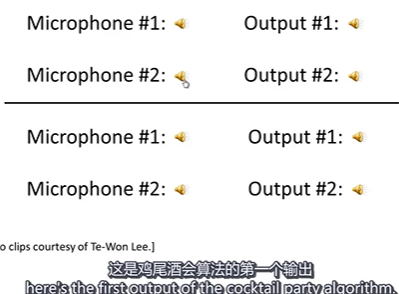 Microphone #1: Output #1:
Microphone #2: Output #2:
Microphone #1: Output #1:
Microphone #2: Output #2:
o clips courtesy of Te-Won Lee.]
这是鸡尾酒会算法的第一个输出
here's the first output of the cocktail party algorithm.